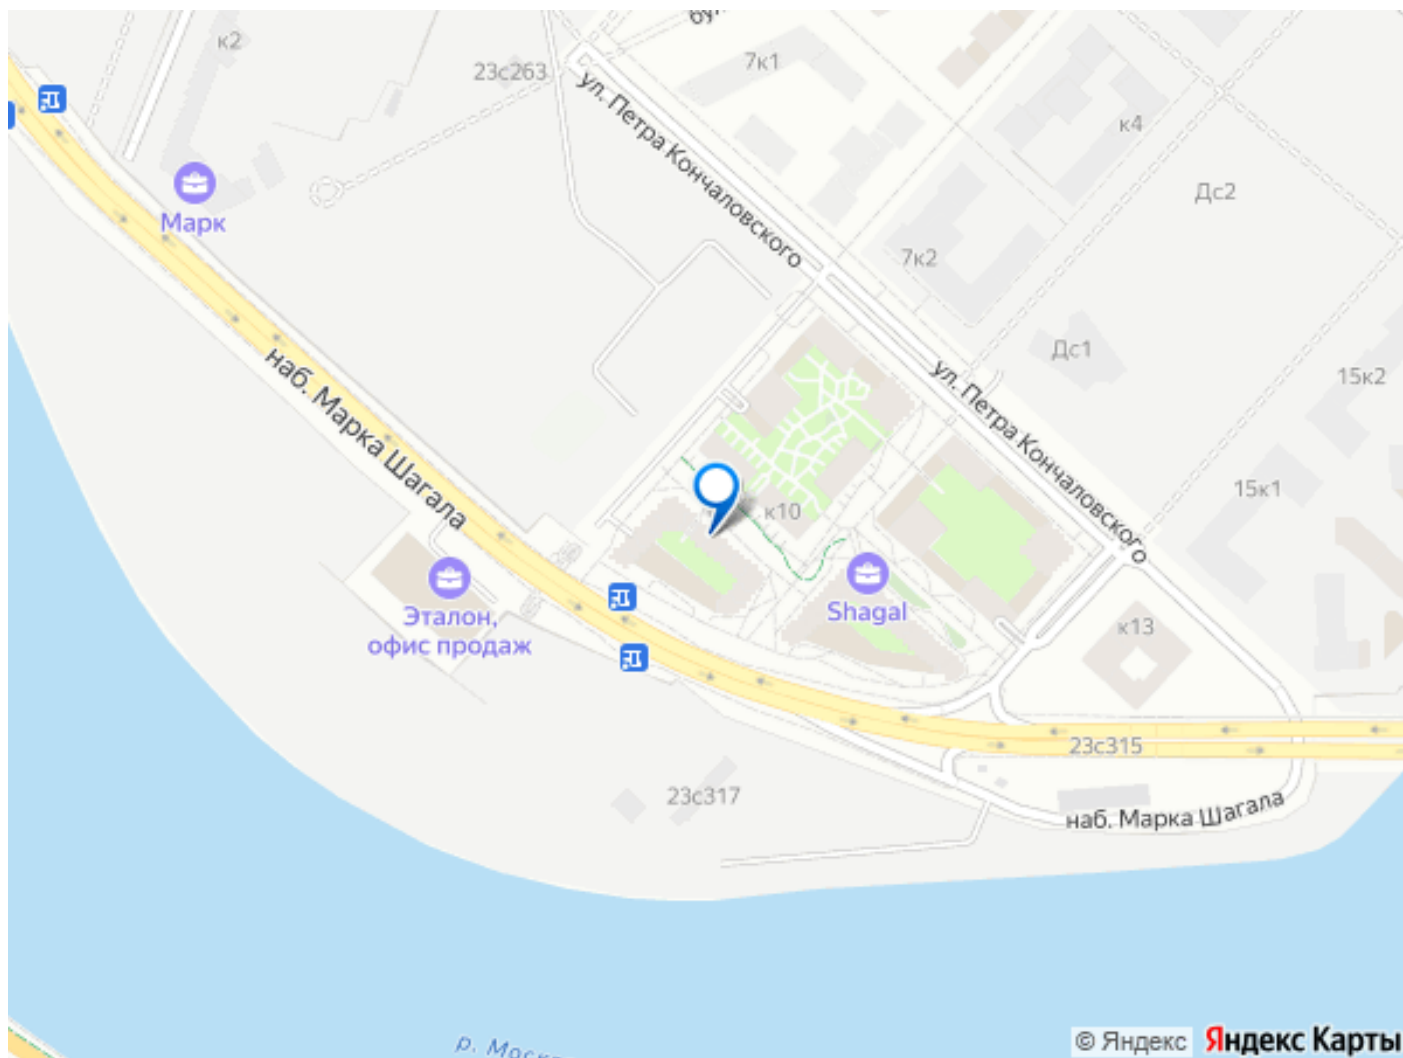 к2
23с263
7к1
ул. Петра Кончаловского
к4
Дс2
Марк
7к2
Дс1
15к2
наб. Марка Шагала
ул. Петра Кончаловского
15к1
к10
Эталон,
офис продаж
Shagal
к13
23с315
23с317
наб. Марка Шагала
© Яндекс Яндекс Карты